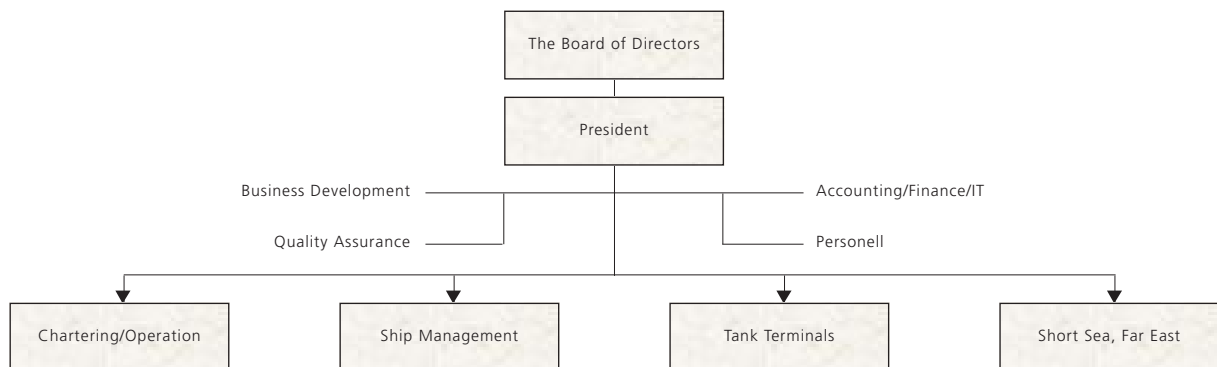 The Board of Directors
President
Business Development
Accounting/Finance/IT
Quality Assurance
Personell
Chartering/Operation
Ship Management
Tank Terminals
Short Sea, Far East